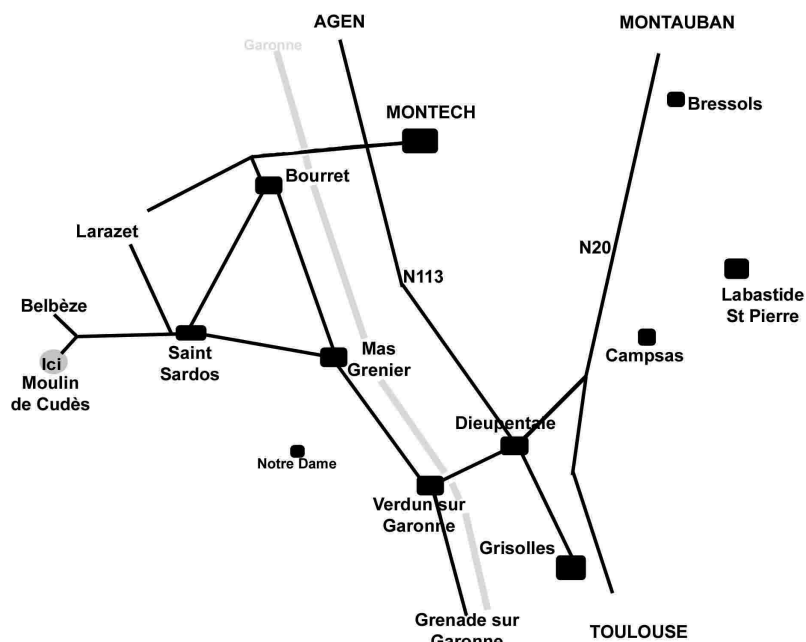 AGEN
MONTAUBAN
Garonne
Bressols
MONTECH
Bourret
Larazet
N20
N113
Labastide
St Pierre
Belbèze
Ici
Moulin
de Cudès
Saint
Sardos
Mas
Grenier
Campsas
Dieupentale
Notre Dame
Verdun sur
Garonne
Grisolles
Grenade sur
Garonne
TOULOUSE